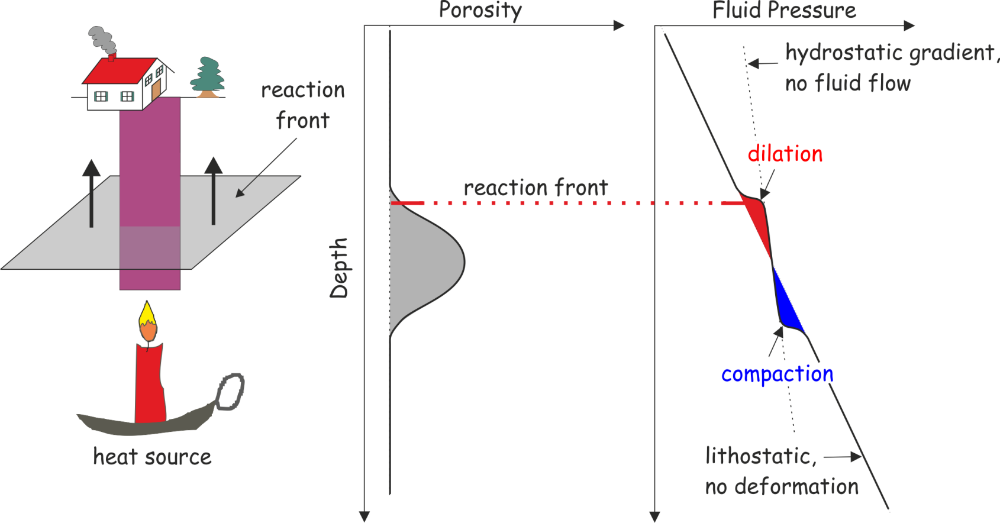 Porosity
Fluid Pressure
hydrostatic gradient,
no fluid flow
reaction
front
dilation
reaction front
Depth
compaction
heat source
lithostatic,
no deformation